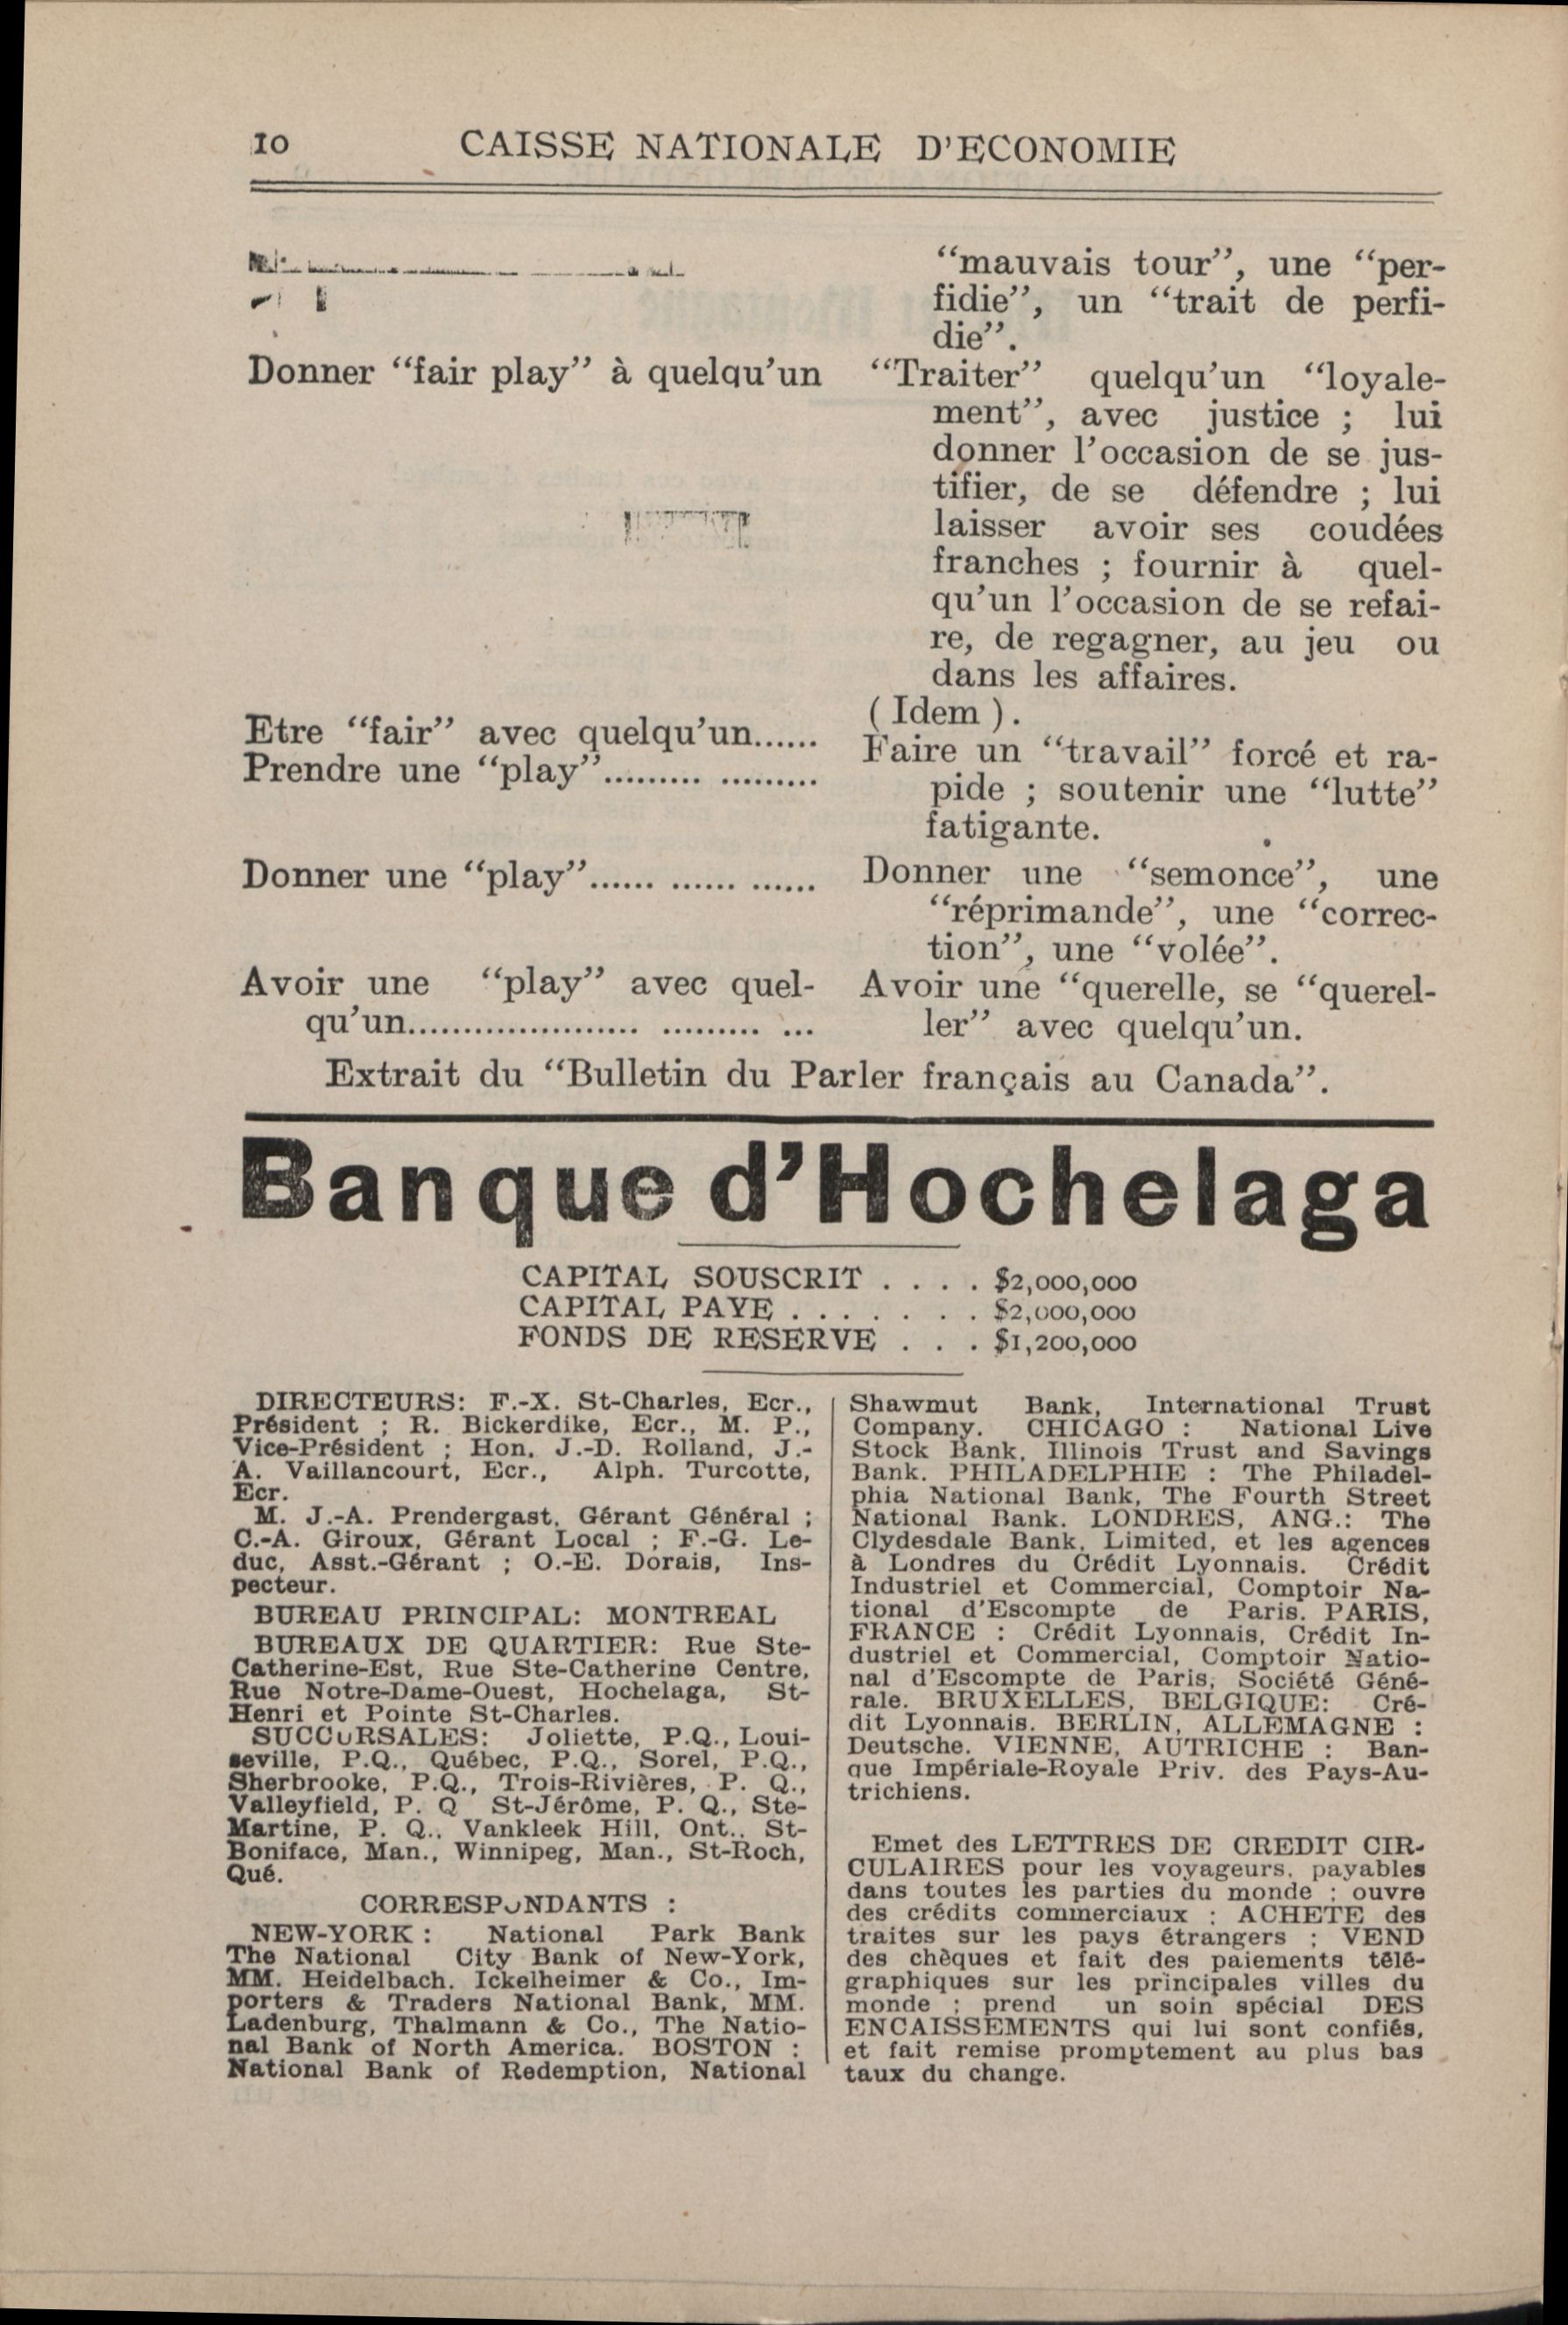 10 CAISSE NATIONALE D'ECONOMIE
“mauvais tour”, une “per-
fidie”, un “trait de perfi-
die”.
Donner “fair play” à quelqu'un
“Traiter” quelqu'un “loyale-
ment”, avec justice ; lui
donner l'occasion de se jus-
tifier, de se défendre ; lui
laisser avoir ses coudées
franches ; fournir à quel-
qu'un l'occasion de se refai-
re, de regagner, au jeu ou
dans les affaires.
Etre “fair” avec quelqu'un......
(Idem).
Prendre une “play”......... .........
Faire un “travail” forcé et ra-
pide ; soutenir une “lutte”
fatigante.
Donner une “play”...... ...... ......
Donner une “semonce”, une
“réprimande”, une “correc-
tion”, une “volée”.
Avoir une “play” avec quel-
qu'un...................... ......... ...
Avoir une “querelle, se “querel-
ler” avec quelqu'un.
Extrait du “Bulletin du Parler français au Canada”.
Banque d'Hochelaga
CAPITAL SOUSCRIT . . . . $2,000,000
CAPITAL PAYE . . . . . . . $2,000,000
FONDS DE RESERVE . . . $1,200,000
DIRECTEURS: F.-X. St-Charles, Ecr.,
Président ; R. Bickerdike, Ecr., M. P.,
Vice-Président ; Hon. J.-D. Rolland, J.-
A. Vaillancourt, Ecr., Alph. Turcotte,
Ecr.
M. J.-A. Prendergast, Gérant Général ;
C.-A. Giroux, Gérant Local ; F.-G. Le-
duc, Asst.-Gérant ; O.-E. Dorais, Ins-
pecteur.
BUREAU PRINCIPAL: MONTREAL
BUREAUX DE QUARTIER: Rue Ste-
Catherine-Est, Rue Ste-Catherine Centre,
Rue Notre-Dame-Ouest, Hochelaga, St-
Henri et Pointe St-Charles.
SUCCURSALES: Joliette, P.Q., Loui-
seville, P.Q., Québec, P.Q., Sorel, P.Q.,
Sherbrooke, P.Q., Trois-Rivières, P. Q.,
Valleyfield, P. Q St-Jérôme, P. Q., Ste-
Martine, P. Q., Vankleek Hill, Ont., St-
Boniface, Man., Winnipeg, Man., St-Roch,
Qué.
CORRESPONDANTS :
NEW-YORK : National Park Bank
The National City Bank of New-York,
MM. Heidelbach, Ickelheimer & Co., Im-
porters & Traders National Bank, MM.
Ladenburg, Thalmann & Co., The Natio-
nal Bank of North America. BOSTON :
National Bank of Redemption, National
Shawmut Bank, International Trust
Company. CHICAGO : National Live
Stock Bank, Illinois Trust and Savings
Bank. PHILADELPHIE : The Philadel-
phia National Bank, The Fourth Street
National Bank. LONDRES, ANG.: The
Clydesdale Bank, Limited, et les agences
à Londres du Crédit Lyonnais. Crédit
Industriel et Commercial, Comptoir Na-
tional d'Escompte de Paris. PARIS,
FRANCE : Crédit Lyonnais, Crédit In-
dustriel et Commercial, Comptoir Natio-
nal d'Escompte de Paris, Société Géné-
rale. BRUXELLES, BELGIQUE: Cré-
dit Lyonnais. BERLIN, ALLEMAGNE :
Deutsche. VIENNE, AUTRICHE : Ban-
que Impériale-Royale Priv. des Pays-Au-
trichiens.
Emet des LETTRES DE CREDIT CIR-
CULAIRES pour les voyageurs, payables
dans toutes les parties du monde ; ouvre
des crédits commerciaux ; ACHETE des
traites sur les pays étrangers ; VEND
des chèques et fait des paiements télé-
graphiques sur les principales villes du
monde ; prend un soin spécial DES
ENCAISSEMENTS qui lui sont confiés,
et fait remise promptement au plus bas
taux du change.